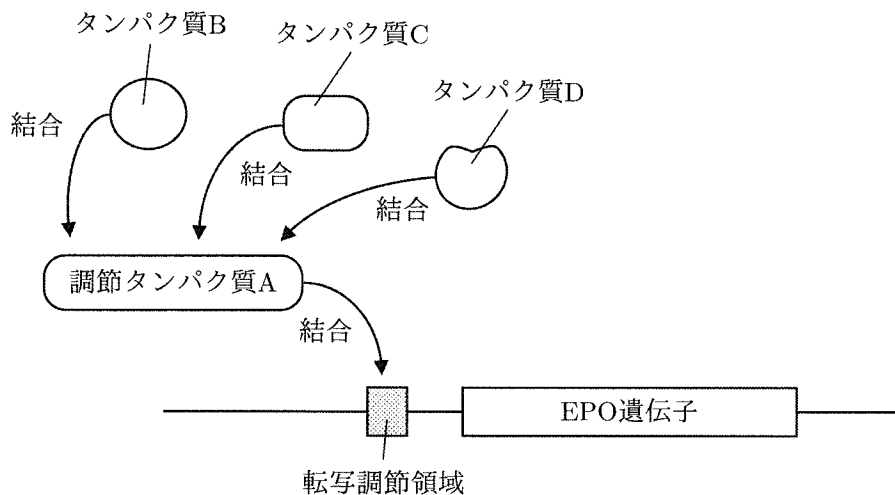 タンパク質B
タンパク質C
タンパク質D
結合
結合
結合
調節タンパク質A
結合
EPO遺伝子
転写調節領域